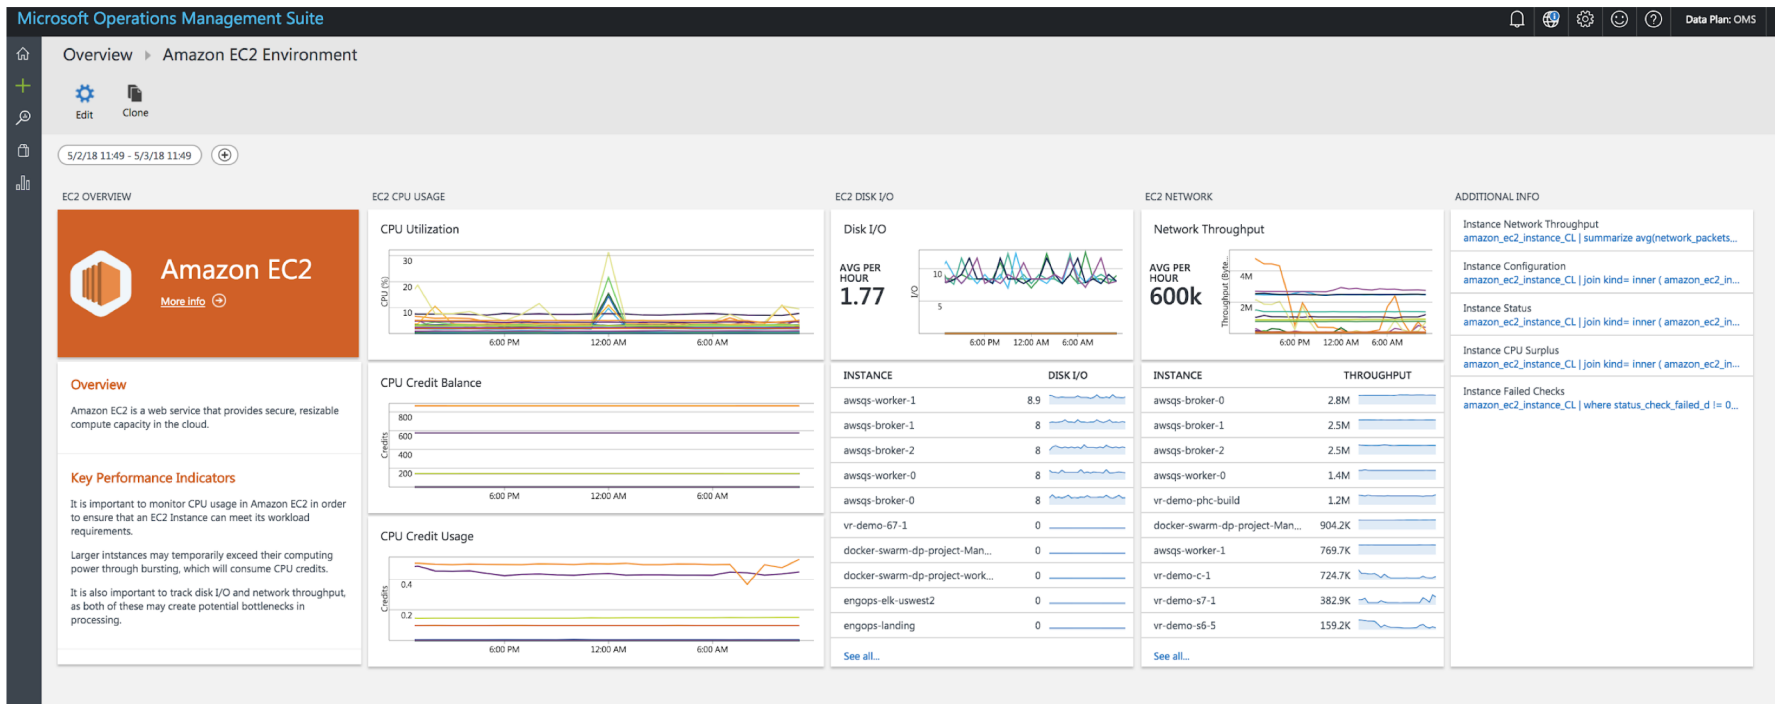 Microsoft Operations Management Suite
Data Plan: OMS
Overview Amazon EC2 Environment
Edit
Clone
5/2/18 11:49 - 5/3/18 11:49
EC2 OVERVIEW
Amazon EC2
More info
Overview
Amazon EC2 is a web service that provides secure, resizable
compute capacity in the cloud.
Key Performance Indicators
It is important to monitor CPU usage in Amazon EC2 in order
to ensure that an EC2 Instance can meet its workload
requirements.
Larger intstances may temporarily exceed their computing
power through bursting, which will consume CPU credits.
It is also important to track disk I/O and network throughput,
as both of these may create potential bottlenecks in
processing.
EC2 CPU USAGE
CPU Utilization
CPU (%)
30
20
10
6:00 PM 12:00 AM 6:00 AM
CPU Credit Balance
Credits
800
600
400
200
6:00 PM 12:00 AM 6:00 AM
CPU Credit Usage
Credits
0.4
0.2
6:00 PM 12:00 AM 6:00 AM
EC2 DISK I/O
Disk I/O
AVG PER
HOUR
1.77
I/O
10
5
6:00 PM 12:00 AM 6:00 AM
INSTANCE DISK I/O
awsqs-worker-1 8.9
awsqs-broker-1 8
awsqs-broker-2 8
awsqs-worker-0 8
awsqs-broker-0 8
vr-demo-67-1 0
docker-swarm-dp-project-Man... 0
docker-swarm-dp-project-work... 0
engops-elk-uswest2 0
engops-landing 0
See all...
EC2 NETWORK
Network Throughput
AVG PER
HOUR
600k
Throughput (Byte...
4M
2M
6:00 PM 12:00 AM 6:00 AM
INSTANCE THROUGHPUT
awsqs-broker-0 2.8M
awsqs-broker-1 2.5M
awsqs-broker-2 2.5M
awsqs-worker-0 1.4M
vr-demo-phc-build 1.2M
docker-swarm-dp-project-Man... 904.2K
awsqs-worker-1 769.7K
vr-demo-c-1 724.7K
vr-demo-s7-1 382.9K
vr-demo-s6-5 159.2K
See all...
ADDITIONAL INFO
Instance Network Throughput
amazon_ec2_instance_CL | summarize avg(network_packets...
Instance Configuration
amazon_ec2_instance_CL | join kind= inner ( amazon_ec2_in...
Instance Status
amazon_ec2_instance_CL | join kind= inner ( amazon_ec2_in...
Instance CPU Surplus
amazon_ec2_instance_CL | join kind= inner ( amazon_ec2_in...
Instance Failed Checks
amazon_ec2_instance_CL | where status_check_failed_d != 0...